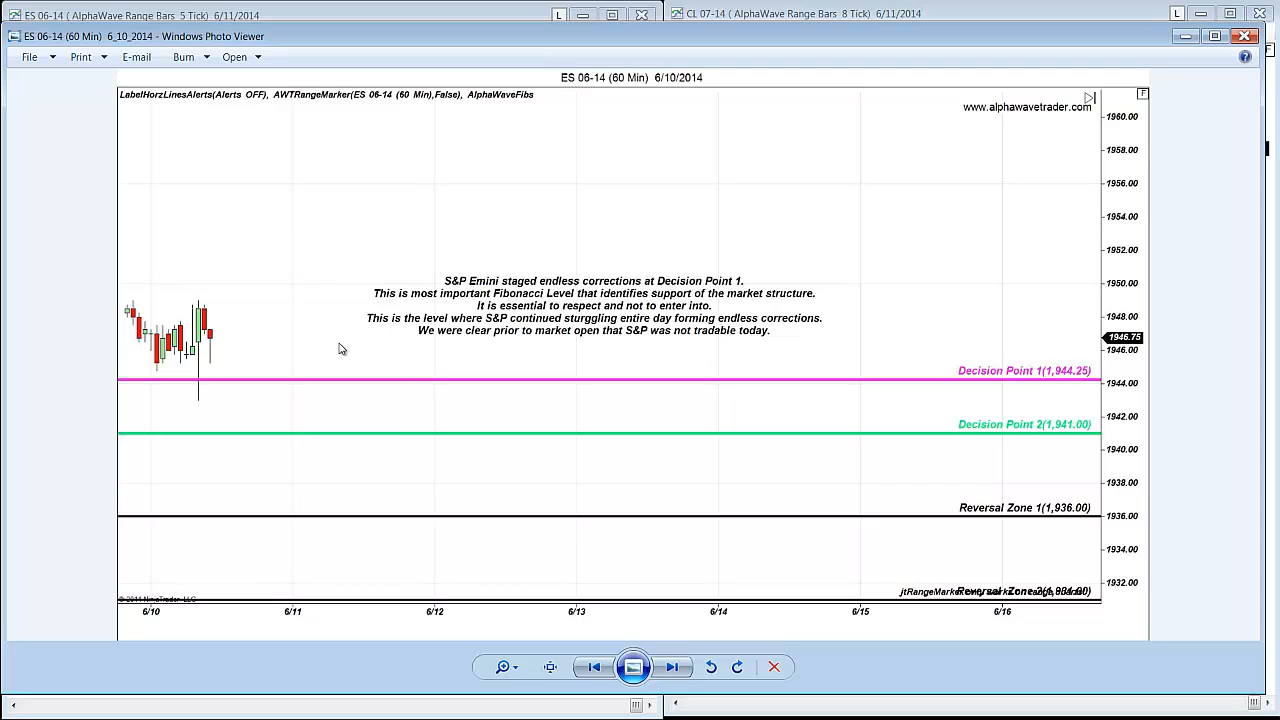 ES 06-14 ( AlphaWave Range Bars 5 Tick) 6/11/2014
L
CL 07-14 ( AlphaWave Range Bars 8 Tick) 6/11/2014
L
ES 06-14 (60 Min) 6_10_2014 - Windows Photo Viewer
F
File Print E-mail Burn Open
ES 06-14 (60 Min) 6/10/2014
LabelHorzLinesAlerts(Alerts OFF), AWTRangeMarker(ES 06-14 (60 Min),False), AlphaWaveFibs
F
www.alphawavetrader.com
1960.00
1958.00
1956.00
1954.00
1952.00
S&P Emini staged endless corrections at Decision Point 1.
1950.00
This is most important Fibonacci Level that identifies support of the market structure.
It is essential to respect and not to enter into.
This is the level where S&P continued sturggling entire day forming endless corrections.
1948.00
We were clear prior to market open that S&P was not tradable today.
1946.75
1946.00
Decision Point 1(1,944.25)
1944.00
Decision Point 2(1,941.00)
1942.00
1940.00
1938.00
Reversal Zone 1(1,936.00)
1936.00
1934.00
1932.00
© 2014 NinjaTrader, LLC
6/10 6/11 6/12 6/13 6/14 6/15 6/16